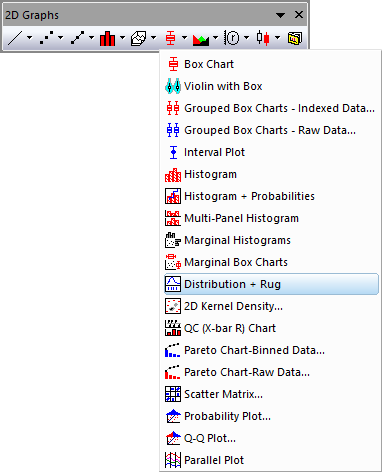 2D Graphs
Box Chart
Violin with Box
Grouped Box Charts - Indexed Data...
Grouped Box Charts - Raw Data...
Interval Plot
Histogram
Histogram + Probabilities
Multi-Panel Histogram
Marginal Histograms
Marginal Box Charts
Distribution + Rug
2D Kernel Density...
QC (X-bar R) Chart
Pareto Chart-Binned Data...
Pareto Chart-Raw Data...
Scatter Matrix...
Probability Plot...
Q-Q Plot...
Parallel Plot